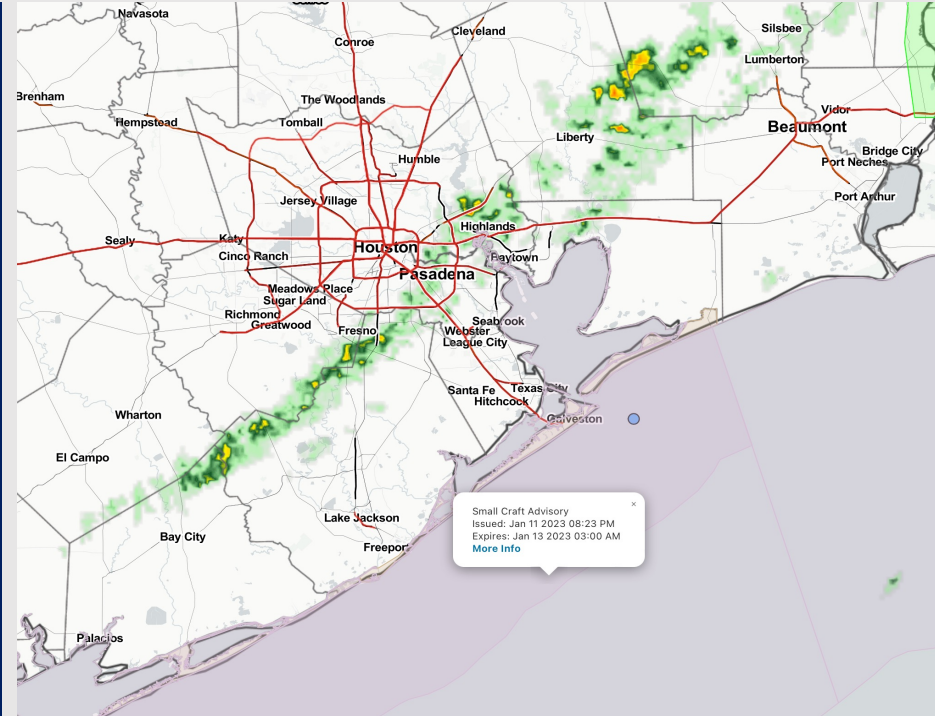 Navasota
Cleveland
Silsbee
Conroe
Lumberton
Brenham
The Woodlands
Vidor
Hempstead
Tomball
Beaumont
Liberty
Bridge City
Humble
Port Neches
Jersey Village
Port Arthur
Highlands
Sealy
Katy
Houston
Cinco Ranch
Baytown
Pasadena
Meadows Place
Sugar Land
Richmond
Seabrook
Greatwood
Fresno
Webster
League City
Santa Fe
Texas City
Hitchcock
Wharton
Galveston
El Campo
×
Small Craft Advisory
Issued: Jan 11 2023 08:23 PM
Expires: Jan 13 2023 03:00 AM
More Info
Lake Jackson
Bay City
Freeport
Palacios